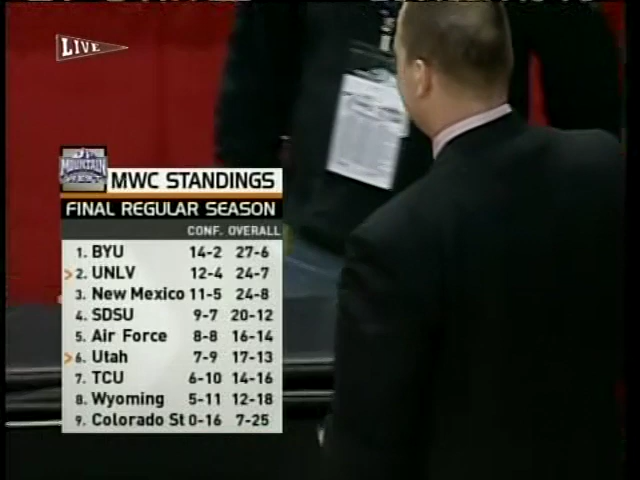 LIVE
MOUNTAIN
WEST
MWC STANDINGS
FINAL REGULAR SEASON
CONF. OVERALL
1. BYU 14-2 27-6
2. UNLV 12-4 24-7
3. New Mexico 11-5 24-8
4. SDSU 9-7 20-12
5. Air Force 8-8 16-14
6. Utah 7-9 17-13
7. TCU 6-10 14-16
8. Wyoming 5-11 12-18
9. Colorado St 0-16 7-25